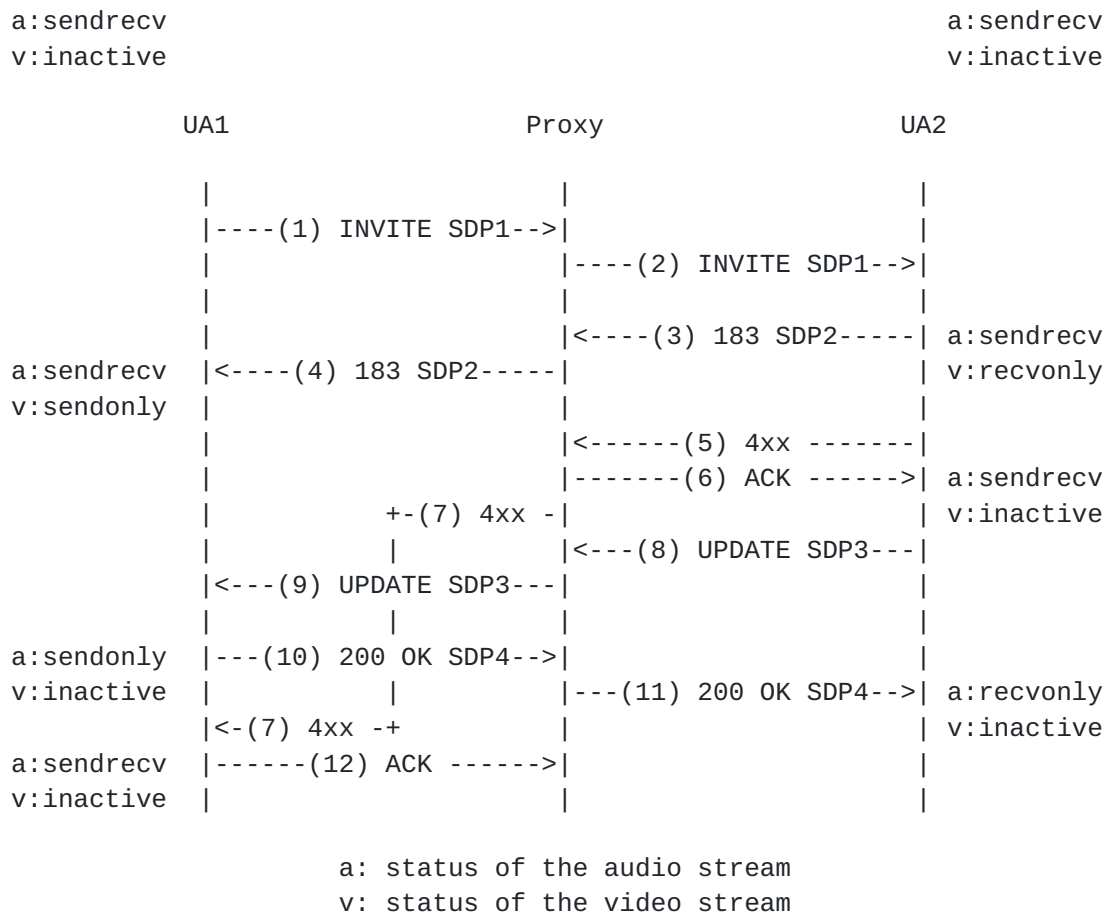 a:sendrecv                                             a:sendrecv
v:inactive                                             v:inactive
UA1                   Proxy                    UA2
|                        |                        |
|----(1) INVITE SDP1-->|                        |
|                        |----(2) INVITE SDP1-->|
|                        |                        |
|                        |<----(3) 183 SDP2-----| a:sendrecv
a:sendrecv  |<----(4) 183 SDP2-----|                        | v:recvonly
v:sendonly  |                        |                        |
|                        |<------(5) 4xx -------|
|                        |-------(6) ACK ------>| a:sendrecv
|            +-(7) 4xx -|                        | v:inactive
|            |           |<---(8) UPDATE SDP3---|
|<---(9) UPDATE SDP3---|                        |
|            |           |                        |
a:sendonly  |---(10) 200 OK SDP4-->|                        |
v:inactive  |            |           |---(11) 200 OK SDP4-->| a:recvonly
|<-(7) 4xx -+           |                        | v:inactive
a:sendrecv  |------(12) ACK ------>|                        |
v:inactive  |                        |                        |
a: status of the audio stream
v: status of the video stream